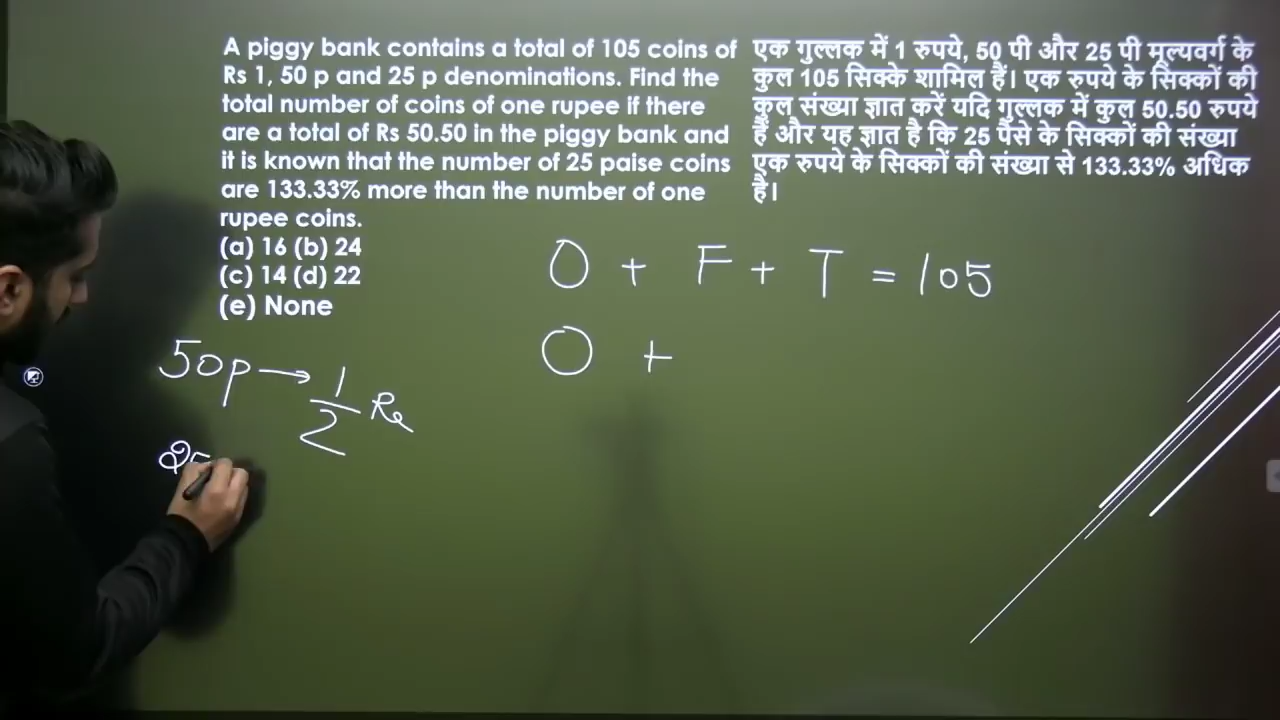 A piggy bank contains a total of 105 coins of
Rs 1, 50 p and 25 p denominations. Find the
total number of coins of one rupee if there
are a total of Rs 50.50 in the piggy bank and
it is known that the number of 25 paise coins
are 133.33% more than the number of one
rupee coins.
(a) 16 (b) 24
(c) 14 (d) 22
(e) None
एक गुल्लक में 1 रुपये, 50 पी और 25 पी मूल्यवर्ग के
कुल 105 सिक्के शामिल हैं। एक रुपये के सिक्कों की
कुल संख्या ज्ञात करें यदि गुल्लक में कुल 50.50 रुपये
हैं और यह ज्ञात है कि 25 पैसे के सिक्कों की संख्या
एक रुपये के सिक्कों की संख्या से 133.33% अधिक
है।
O + F + T = 105
O +
50p → 1/2 Re
25